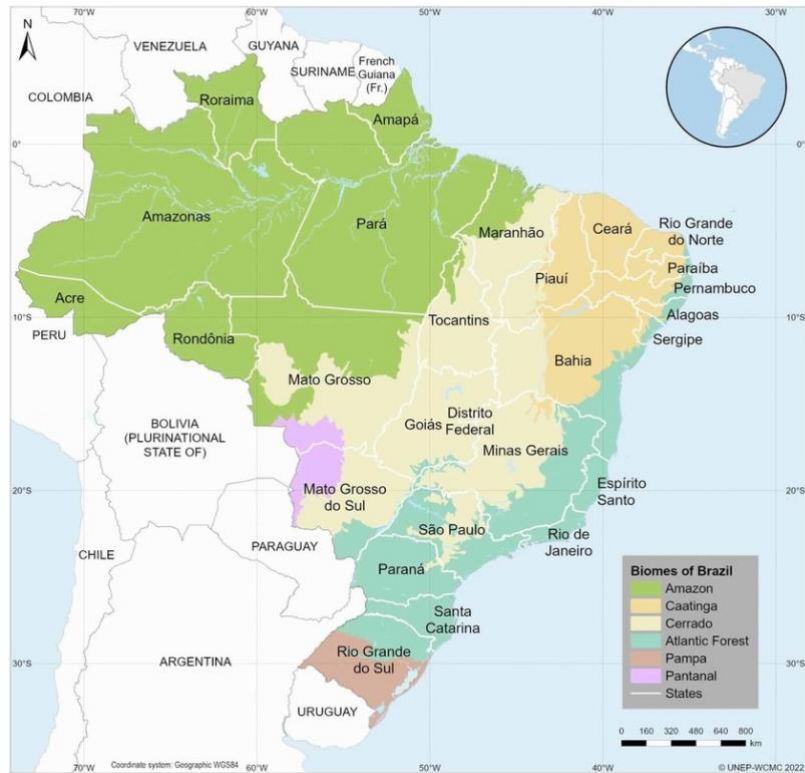 70°W
60°W
50°W
40°W
30°W
N
VENEZUELA
GUYANA
SURINAME
French
Guiana
(Fr.)
COLOMBIA
Roraima
Amapá
0°
Amazonas
Pará
Maranhão
Ceará
Rio Grande
do Norte
Piauí
Paraíba
Pernambuco
Acre
Alagoas
10°S
PERU
Rondônia
Tocantins
Sergipe
Bahia
Mato Grosso
BOLIVIA
(PLURINATIONAL
STATE OF)
Goiás
Distrito
Federal
Minas Gerais
20°S
Mato Grosso
do Sul
Espírito
Santo
São Paulo
Rio de
Janeiro
PARAGUAY
CHILE
Paraná
Santa
Catarina
ARGENTINA
Rio Grande
do Sul
30°S
URUGUAY
Biomes of Brazil
Amazon
Caatinga
Cerrado
Atlantic Forest
Pampa
Pantanal
States
0 160 320 480 640 800
km
70°W
Coordinate system: Geographic WGS84
60°W
50°W
40°W
© UNEP-WCMC 2022